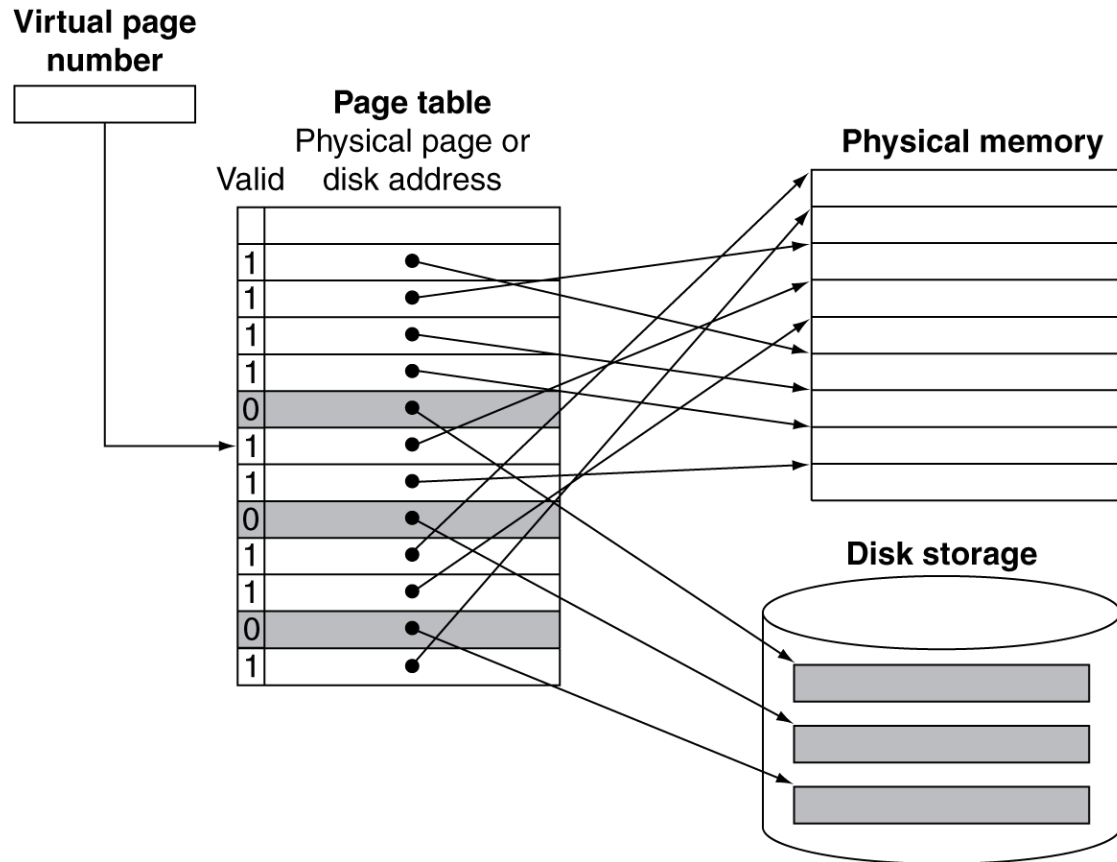 Virtual page
number
Page table
Physical page or
Valid disk address
Physical memory
1
1
1
1
0
1
1
0
1
1
0
1
Disk storage